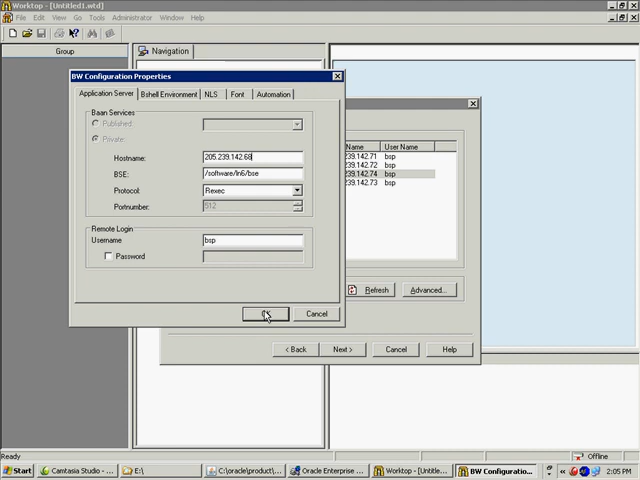 Worktop - [Untitled1.wtd]
File Edit View Go Tools Administrator Window Help
Group
Navigation
BW Configuration Properties
Application Server Bshell Environment NLS Font Automation
Baan Services
Published:
Private:
Hostname: 205.239.142.68
BSE: /software/ln6/bse
Protocol: Rexec
Portnumber: 512
Remote Login
Username bsp
Password
OK Cancel
Name User Name
239.142.71 bsp
239.142.72 bsp
239.142.74 bsp
239.142.73 bsp
Refresh Advanced...
< Back Next > Cancel Help
Ready
Offline
Start Camtasia Studio - ... E:\ C:\oracle\product\... Oracle Enterprise ... Worktop - [Untitle... BW Configuratio... 2:05 PM